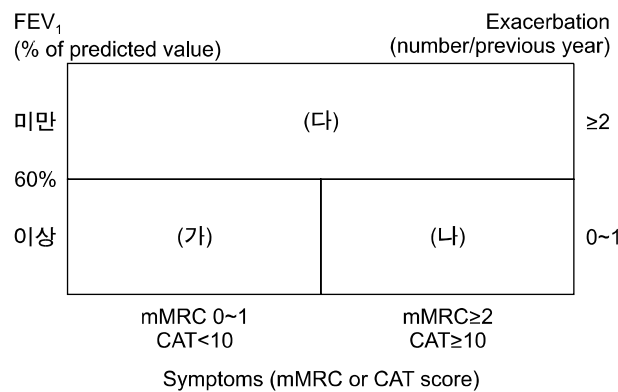 FEV₁
(% of predicted value)
Exacerbation
(number/previous year)
미만
(다)
≥2
60%
이상
(가)
(나)
0~1
mMRC 0~1
CAT<10
mMRC≥2
CAT≥10
Symptoms (mMRC or CAT score)